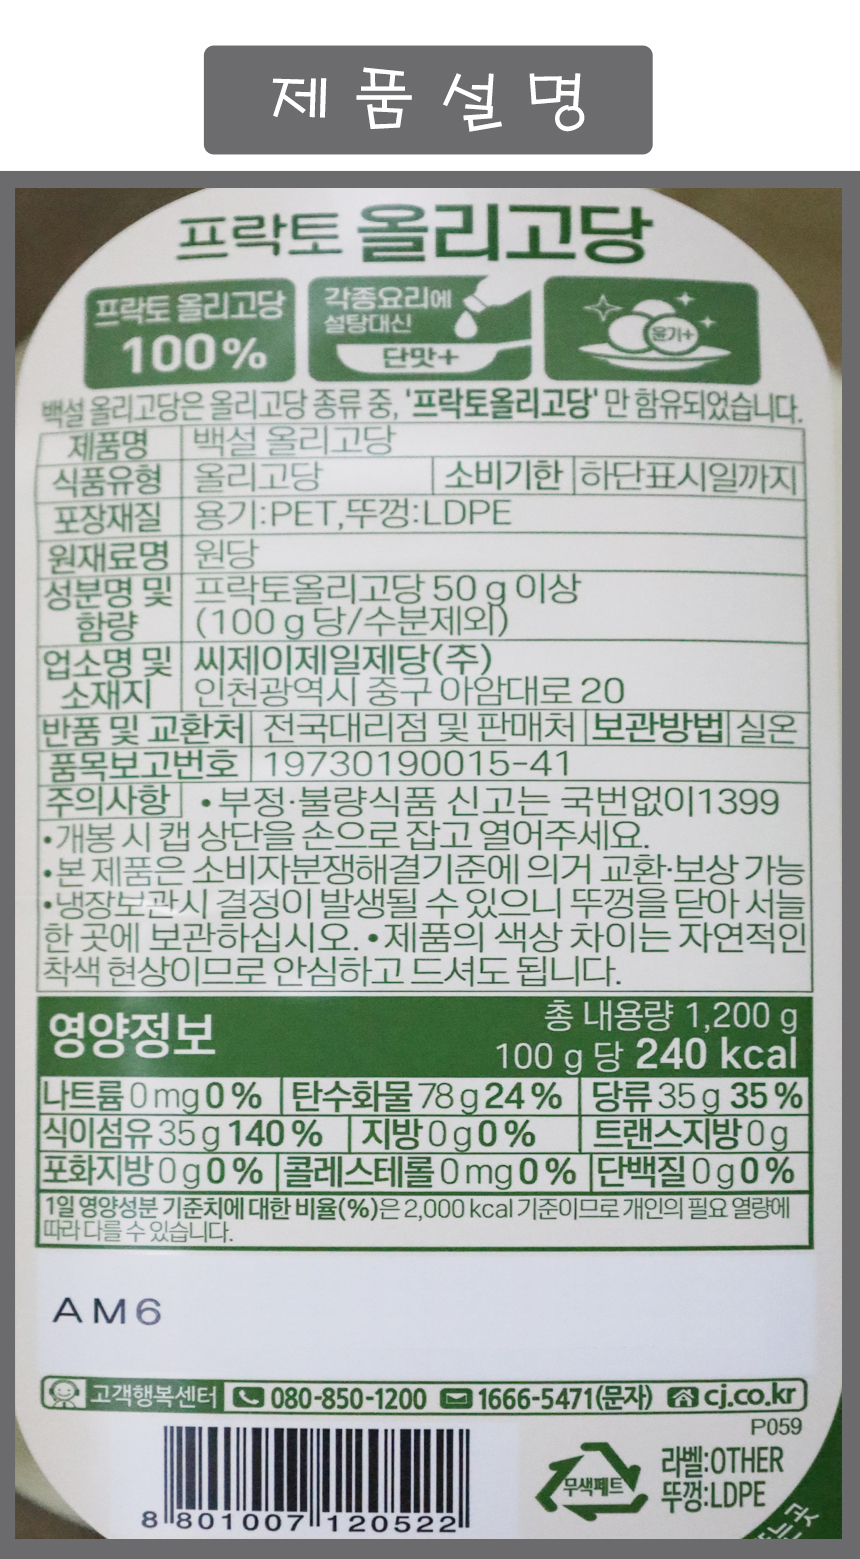 제품설명
프락토 올리고당
프락토 올리고당
100%
각종요리에
설탕대신
단맛+
윤기+
백설 올리고당은 올리고당 종류 중, '프락토올리고당' 만 함유되었습니다.
제품명 백설 올리고당
식품유형 올리고당 소비기한 하단표시일까지
포장재질 용기:PET,뚜껑:LDPE
원재료명 원당
성분명 및 함량 프락토올리고당 50 g 이상
(100 g 당/수분제외)
업소명 및 소재지 씨제이제일제당(주)
인천광역시 중구 아암대로 20
반품 및 교환처 전국대리점 및 판매처 보관방법 실온
품목보고번호 19730190015-41
주의사항 •부정·불량식품 신고는 국번없이1399
•개봉 시 캡 상단을 손으로 잡고 열어주세요.
•본 제품은 소비자분쟁해결기준에 의거 교환·보상 가능
•냉장보관시 결정이 발생될 수 있으니 뚜껑을 닫아 서늘
한 곳에 보관하십시오. •제품의 색상 차이는 자연적인
착색 현상이므로 안심하고 드셔도 됩니다.
영양정보
총 내용량 1,200 g
100 g 당 240 kcal
나트륨 0 mg 0 % 탄수화물 78 g 24 % 당류 35 g 35 %
식이섬유 35 g 140 % 지방 0 g 0 % 트랜스지방 0 g
포화지방 0 g 0 % 콜레스테롤 0 mg 0 % 단백질 0 g 0 %
1일 영양성분 기준치에 대한 비율(%)은 2,000 kcal 기준이므로 개인의 필요 열량에
따라 다를 수 있습니다.
AM6
고객행복센터 080-850-1200 1666-5471(문자) cj.co.kr
P059
무색페트
라벨:OTHER
뚜껑:LDPE
8 801007 120522